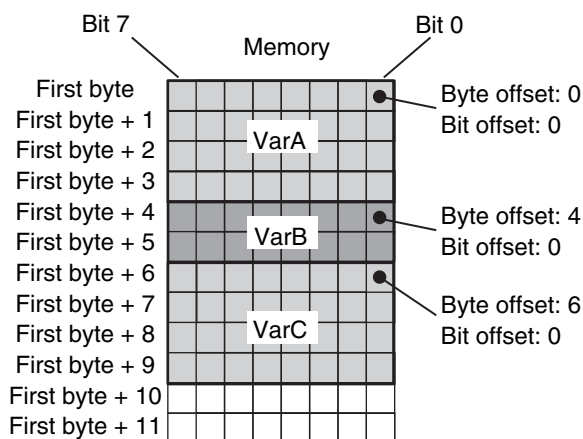 Bit 7
Bit 0
Memory
First byte
First byte + 1
First byte + 2
First byte + 3
First byte + 4
First byte + 5
First byte + 6
First byte + 7
First byte + 8
First byte + 9
First byte + 10
First byte + 11
VarA
VarB
VarC
Byte offset: 0
Bit offset: 0
Byte offset: 4
Bit offset: 0
Byte offset: 6
Bit offset: 0